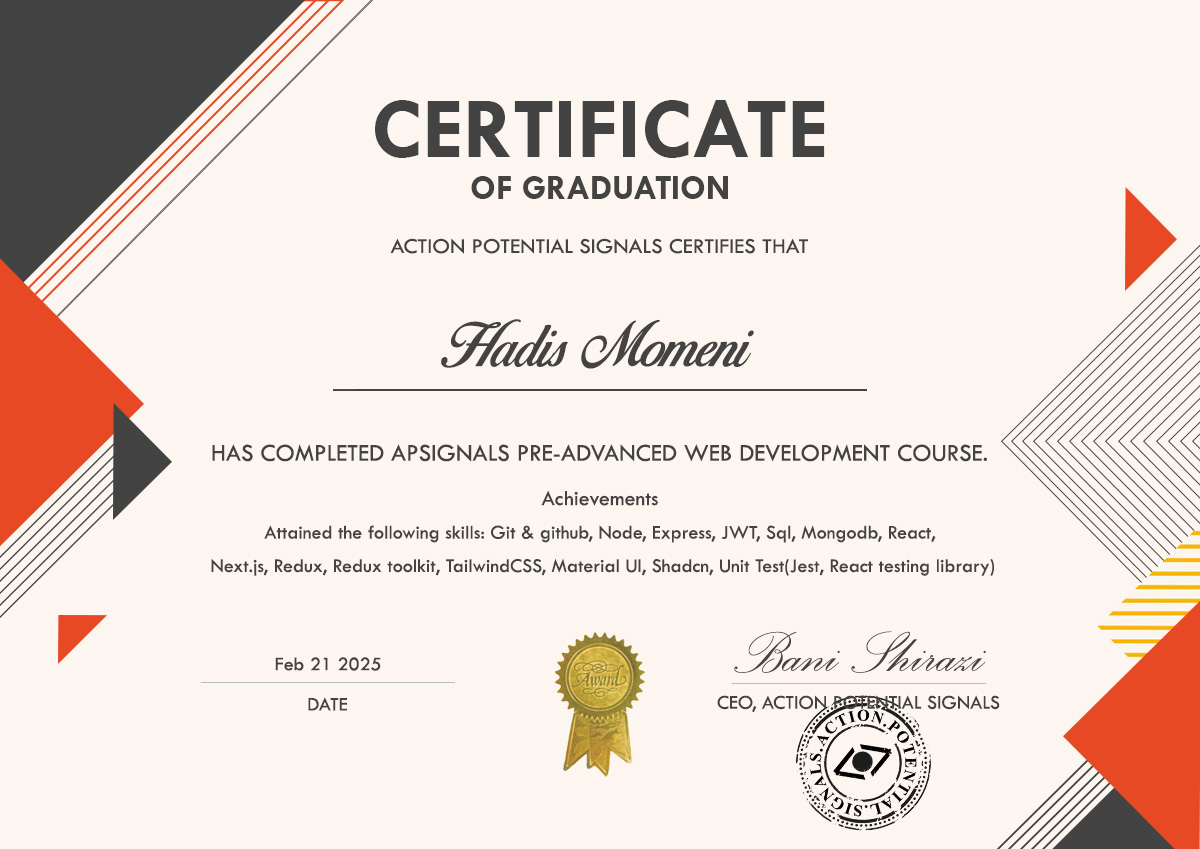 CERTIFICATE
OF GRADUATION
ACTION POTENTIAL SIGNALS CERTIFIES THAT
Hadis Momeni
HAS COMPLETED APSIGNALS PRE-ADVANCED WEB DEVELOPMENT COURSE.
Achievements
Attained the following skills: Git & github, Node, Express, JWT, Sql, Mongodb, React,
Next.js, Redux, Redux toolkit, TailwindCSS, Material UI, Shadcn, Unit Test(Jest, React testing library)
Feb 21 2025
DATE
Award
Bani Shirazi
CEO, ACTION POTENTIAL SIGNALS
ACTION.POTENTIAL.SIGNALS.